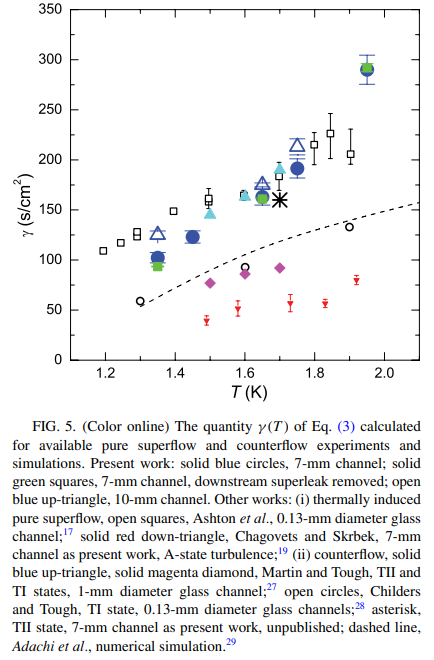 350
300
250
200
150
100
50
0
γ (s/cm²)
1.2 1.4 1.6 1.8 2.0
T (K)
FIG. 5. (Color online) The quantity γ(T) of Eq. (3) calculated
for available pure superflow and counterflow experiments and
simulations. Present work: solid blue circles, 7-mm channel; solid
green squares, 7-mm channel, downstream superleak removed; open
blue up-triangle, 10-mm channel. Other works: (i) thermally induced
pure superflow, open squares, Ashton et al., 0.13-mm diameter glass
channel;¹⁷ solid red down-triangle, Chagovets and Skrbek, 7-mm
channel as present work, A-state turbulence;¹⁹ (ii) counterflow, solid
blue up-triangle, solid magenta diamond, Martin and Tough, TII and
TI states, 1-mm diameter glass channel;²⁷ open circles, Childers
and Tough, TI state, 0.13-mm diameter glass channels;²⁸ asterisk,
TII state, 7-mm channel as present work, unpublished; dashed line,
Adachi et al., numerical simulation.²⁹